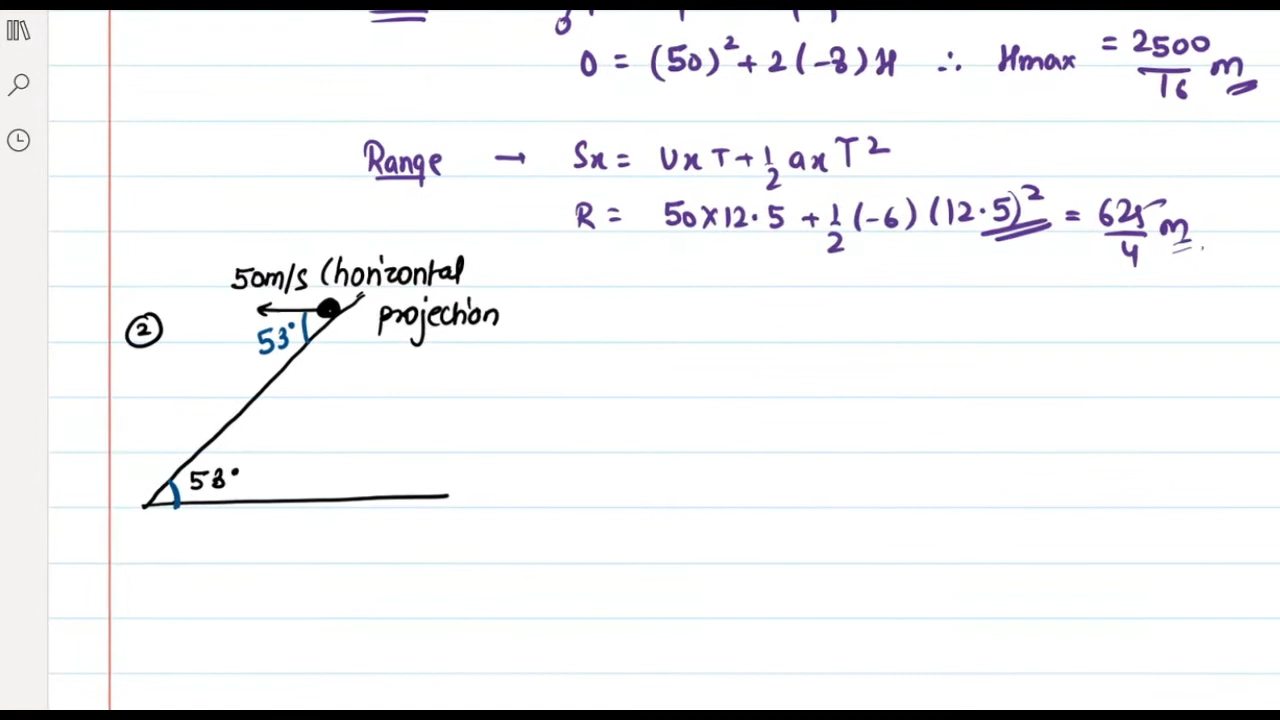 0 = (50)² + 2(-8)H ∴ Hmax = 2500/16 m
Range → Sx = Ux T + 1/2 ax T²
R = 50×12.5 + 1/2 (-6) (12.5)² = 625/4 m
50m/s (horizontal
projection
②
53°
53°